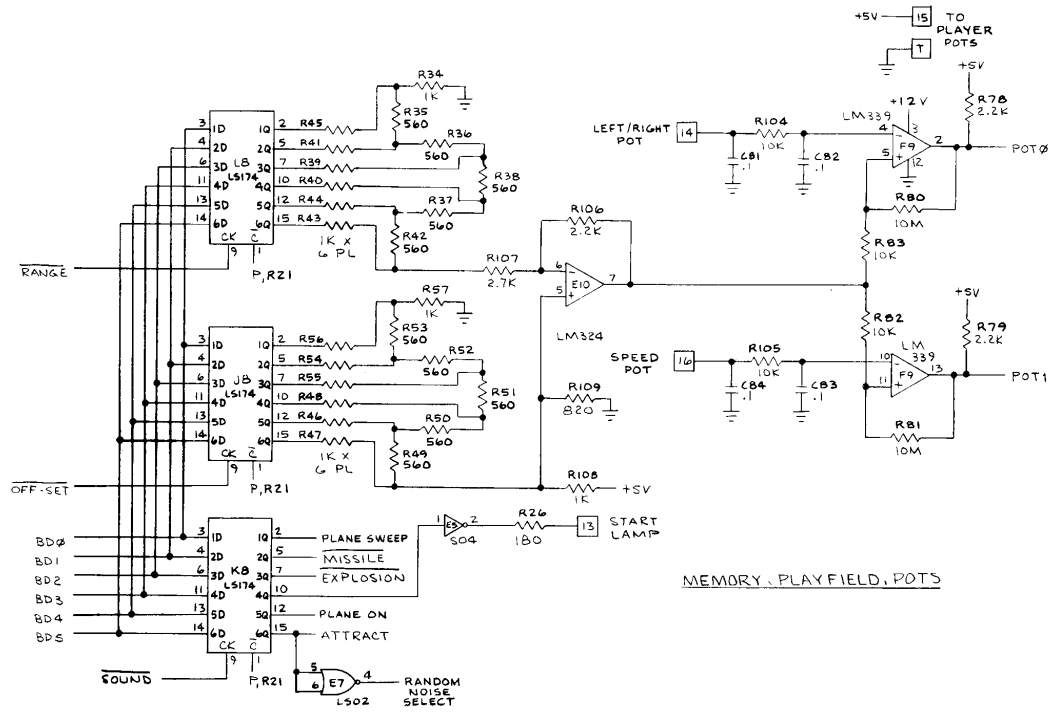 +5V 15 TO
PLAYER
POTS
T
R34
1K
R35
560
R36
560
R38
560
R37
560
R42
560
3 1D 1Q 2 R45
4 2D 2Q 5 R41
6 3D 3Q 7 R39
11 4D 4Q 10 R40
13 5D 5Q 12 R44
14 6D 6Q 15 R43
L8
LS174
CK C
9 1
1K X
6 PL
RANGE
P,R21
LEFT/RIGHT
POT
14
R104
10K
C81
.1
C82
.1
+12V
LM339
3
4 -
5 +
F9
2
12
+5V
R78
2.2K
POTØ
R80
10M
R83
10K
R106
2.2K
R107
2.7K
6 -
5 +
E10
7
LM324
R57
1K
R53
560
R52
560
R51
560
R50
560
R49
560
3 1D 1Q 2 R56
4 2D 2Q 5 R54
6 3D 3Q 7 R55
11 4D 4Q 10 R48
13 5D 5Q 12 R46
14 6D 6Q 15 R47
J8
LS174
CK C
9 1
1K X
6 PL
OFF-SET
P,R21
R82
10K
+5V
R79
2.2K
SPEED
POT
16
R105
10K
C84
.1
C83
.1
LM
339
10 -
11 +
F9
13
POT1
R81
10M
R109
820
R108
1K
+5V
BDØ 3 1D 1Q 2 PLANE SWEEP
BD1 4 2D 2Q 5 MISSILE
BD2 6 3D 3Q 7 EXPLOSION
BD3 11 4D 4Q 10
BD4 13 5D 5Q 12 PLANE ON
BD5 14 6D 6Q 15 ATTRACT
K8
LS174
CK C
9 1
SOUND
P,R21
1 E5 2
S04
R26
180
13 START
LAMP
5
6
E7
4
LS02
RANDOM
NOISE
SELECT
MEMORY, PLAYFIELD, POTS